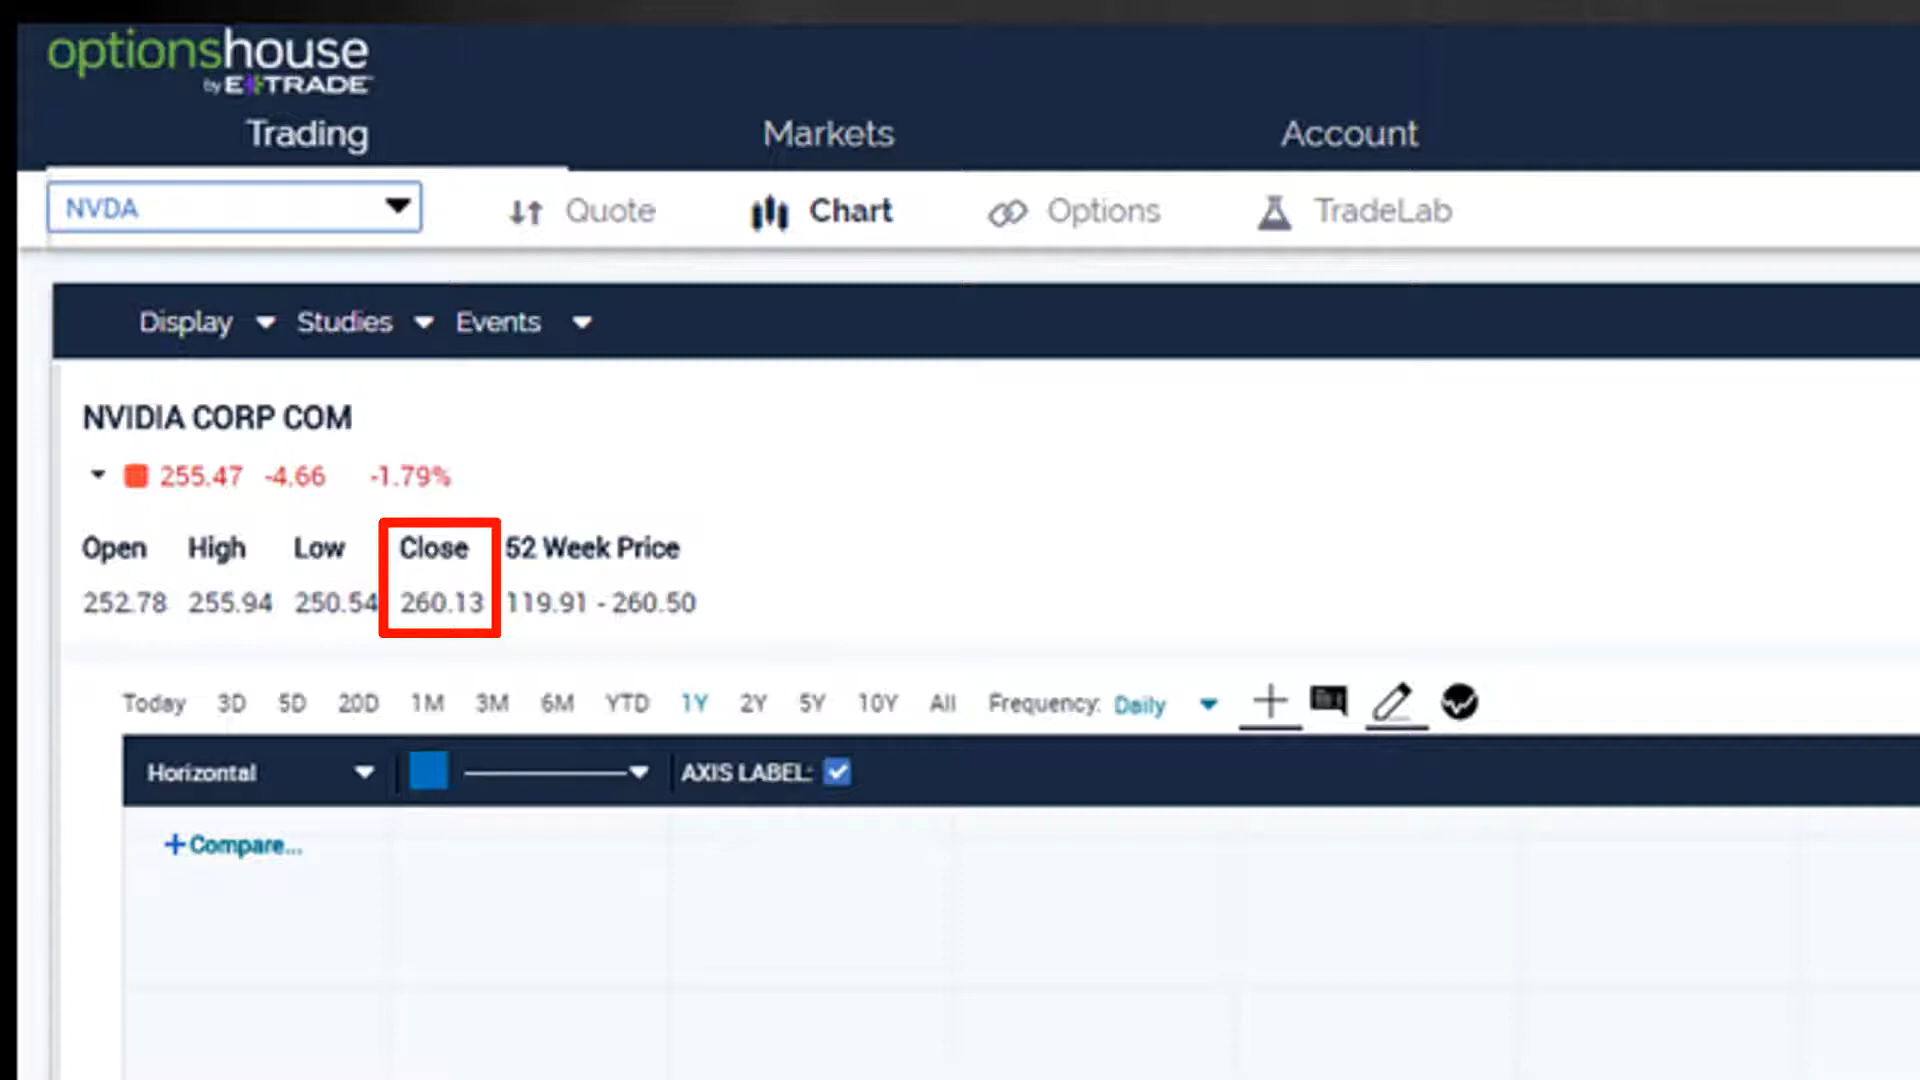 optionshouse
by E*TRADE
Trading Markets Account
NVDA Quote Chart Options TradeLab
Display Studies Events
NVIDIA CORP COM
255.47 -4.66 -1.79%
Open High Low Close 52 Week Price
252.78 255.94 250.54 260.13 119.91 - 260.50
Today 3D 5D 20D 1M 3M 6M YTD 1Y 2Y 5Y 10Y All Frequency: Daily
Horizontal AXIS LABEL:
+Compare...